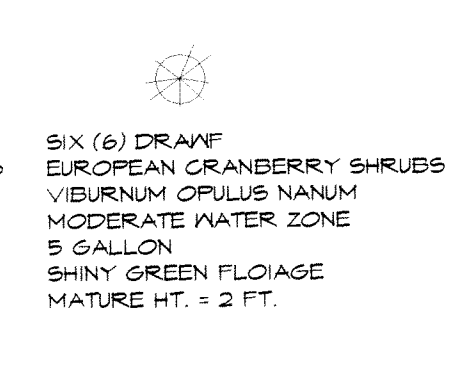 SIX (6) DRAWF
EUROPEAN CRANBERRY SHRUBS
VIBURNUM OPULUS NANUM
MODERATE WATER ZONE
5 GALLON
SHINY GREEN FLOIAGE
MATURE HT. = 2 FT.